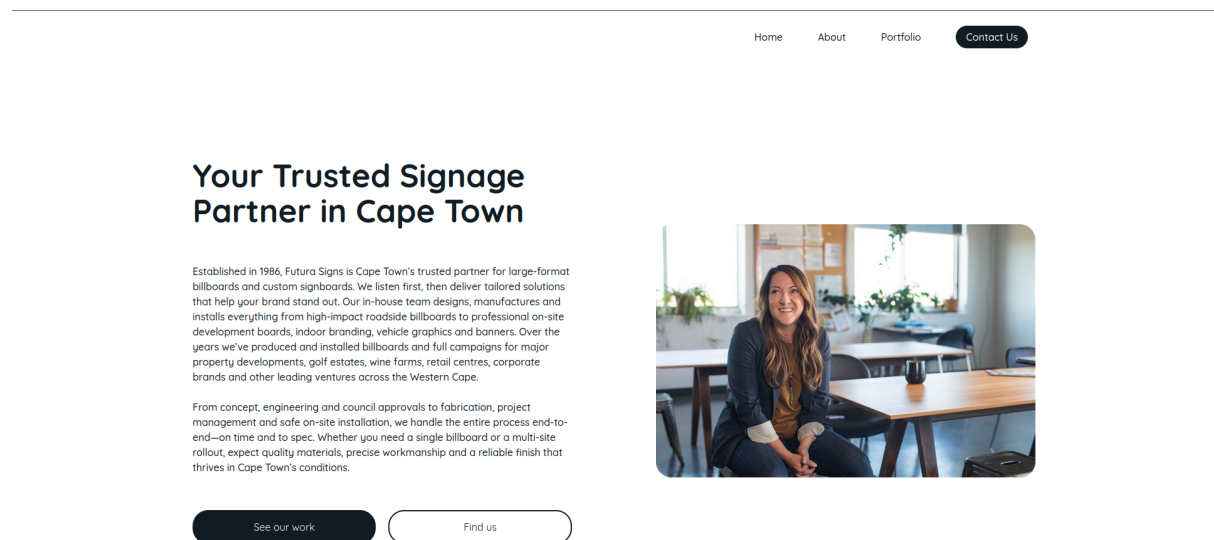 Home
About
Portfolio
Contact Us
Your Trusted Signage
Partner in Cape Town
Established in 1986, Futura Signs is Cape Town's trusted partner for large-format
billboards and custom signboards. We listen first, then deliver tailored solutions
that help your brand stand out. Our in-house team designs, manufactures and
installs everything from high-impact roadside billboards to professional on-site
development boards, indoor branding, vehicle graphics and banners. Over the
years we've produced and installed billboards and full campaigns for major
property developments, golf estates, wine farms, retail centres, corporate
brands and other leading ventures across the Western Cape.
From concept, engineering and council approvals to fabrication, project
management and safe on-site installation, we handle the entire process end-to-
end—on time and to spec. Whether you need a single billboard or a multi-site
rollout, expect quality materials, precise workmanship and a reliable finish that
thrives in Cape Town's conditions.
See our work
Find us